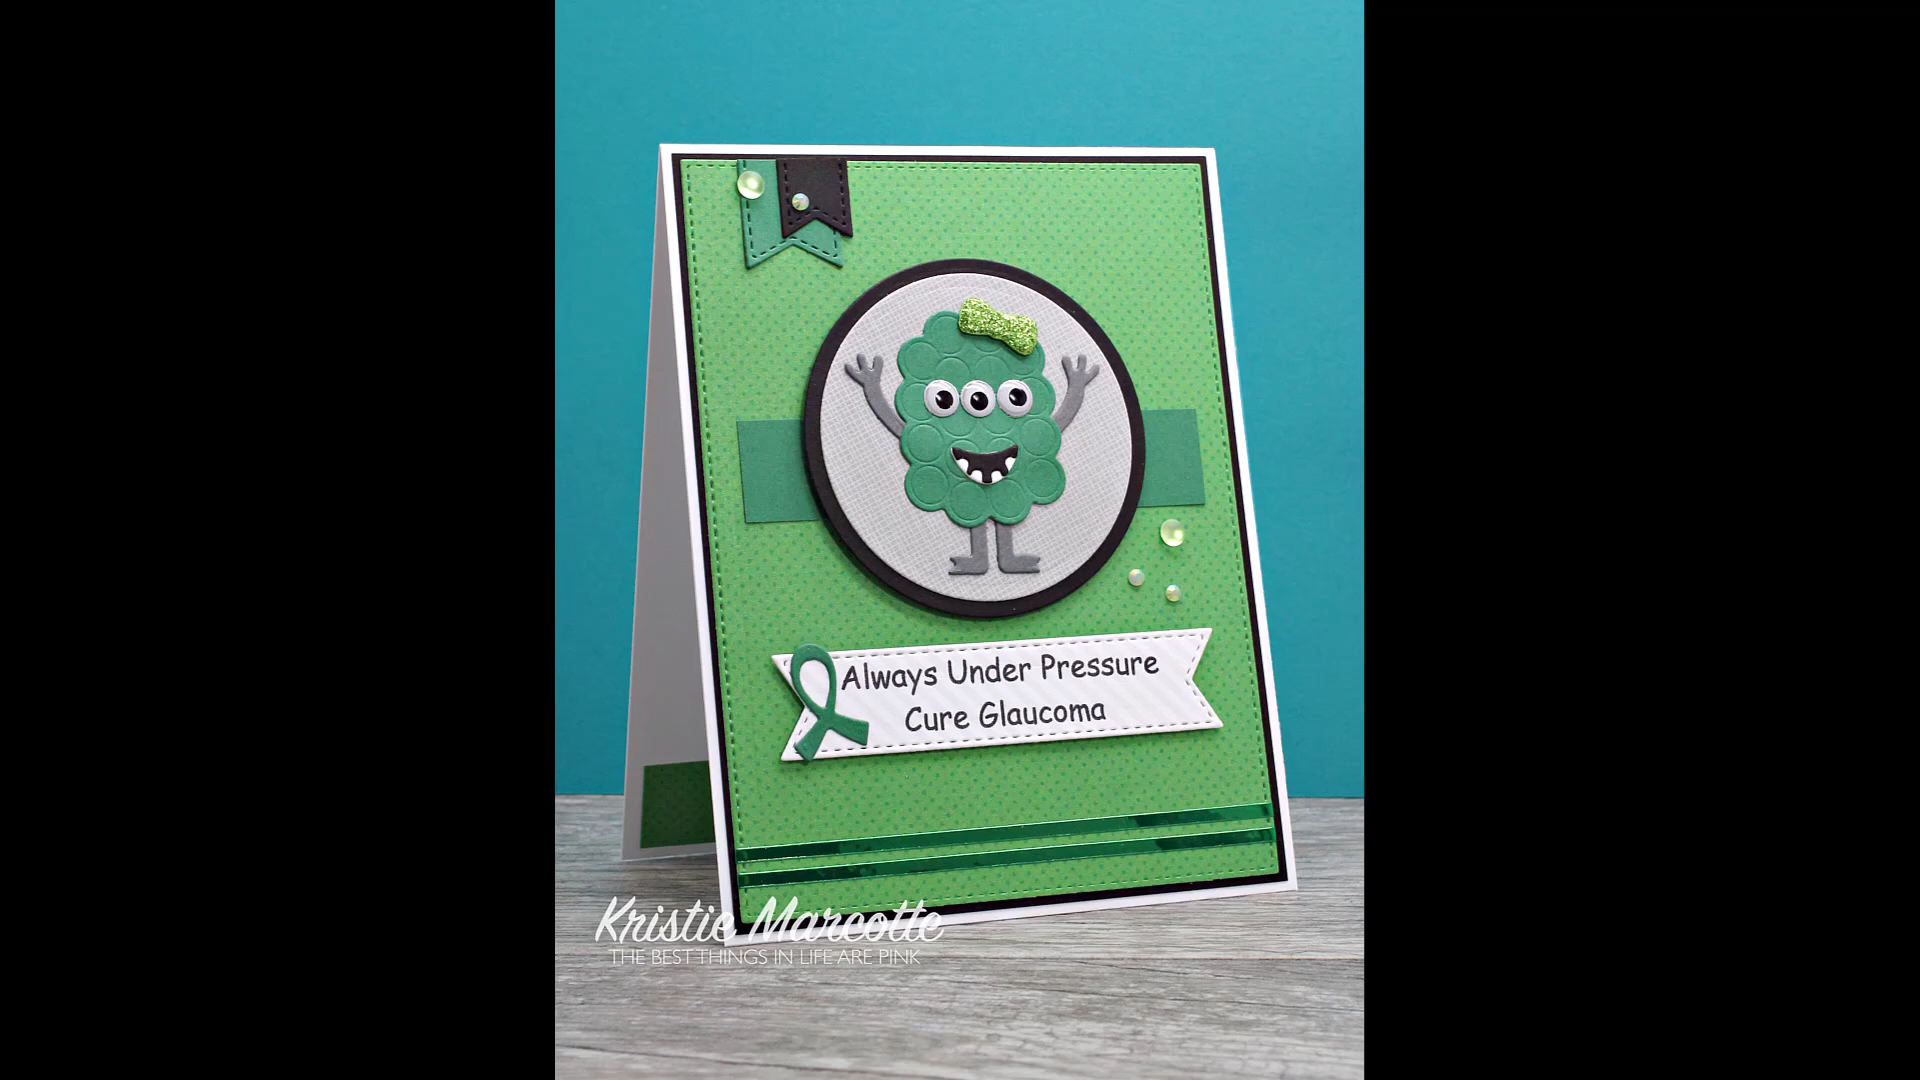 Always Under Pressure
Cure Glaucoma
Kristie Marcotte
THE BEST THINGS IN LIFE ARE PINK